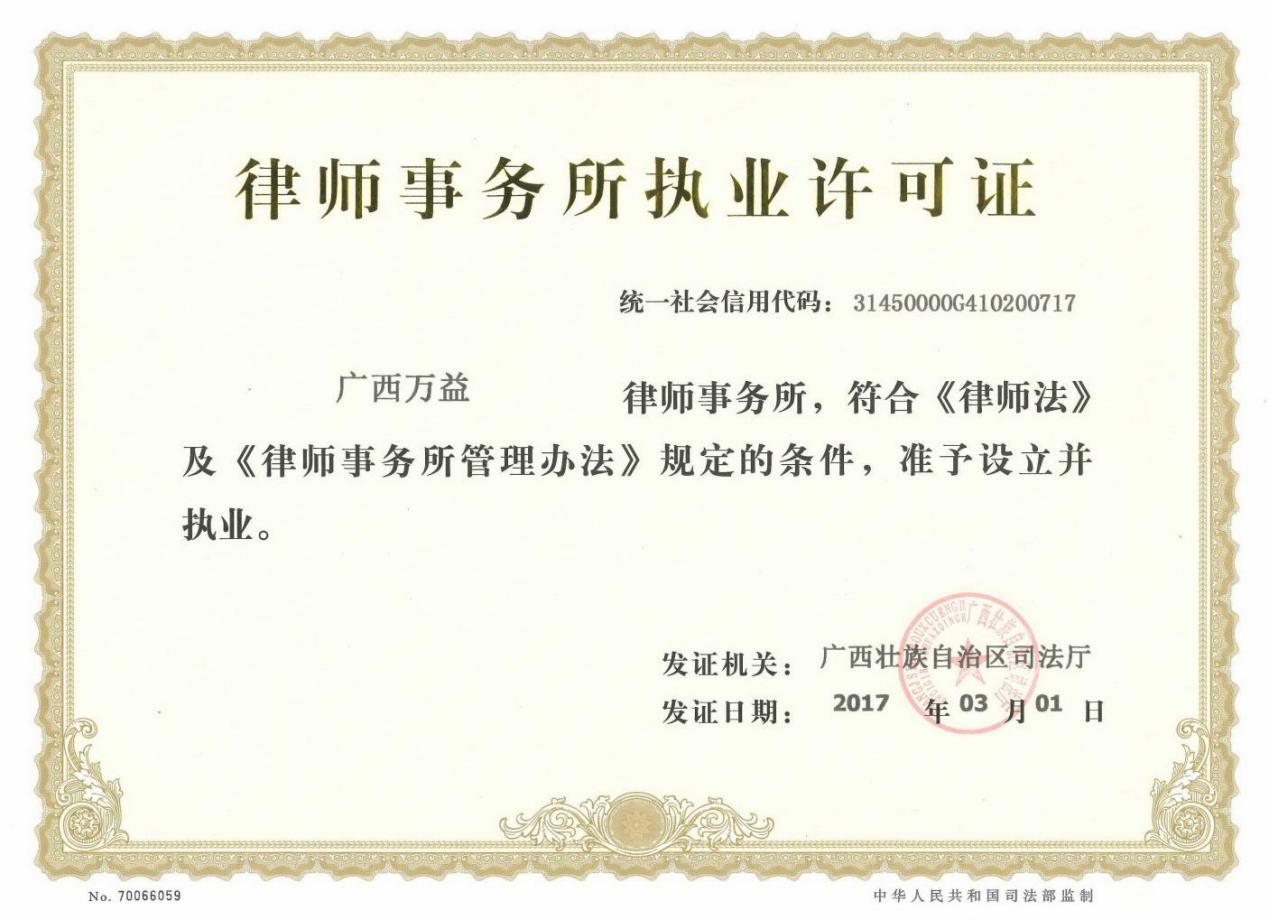 律师事务所执业许可证
统一社会信用代码：31450000G410200717
广西万益 律师事务所，符合《律师法》
及《律师事务所管理办法》规定的条件，准予设立并
执业。
发证机关：广西壮族自治区司法厅
发证日期：2017 年 03 月 01 日
No. 70066059
中华人民共和国司法部监制